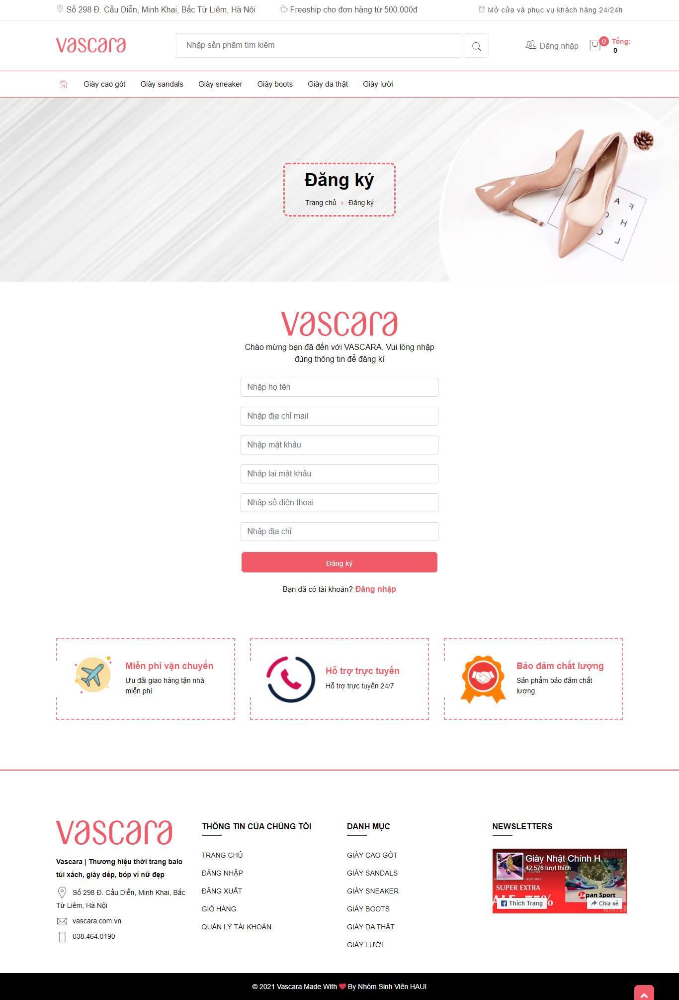 Số 298 Đ. Cầu Diễn, Minh Khai, Bắc Từ Liêm, Hà Nội
Freeship cho đơn hàng từ 500.000đ
Mở cửa và phục vụ khách hàng 24/24h
vascara
Nhập sản phẩm tìm kiếm
Đăng nhập
0
Tổng:
0
Giày cao gót
Giày sandals
Giày sneaker
Giày boots
Giày da thật
Giày lười
Đăng ký
Trang chủ > Đăng ký
A F
O H
L
vascara
Chào mừng bạn đã đến với VASCARA. Vui lòng nhập
đúng thông tin để đăng kí
Nhập họ tên
Nhập địa chỉ mail
Nhập mật khẩu
Nhập lại mật khẩu
Nhập số điện thoại
Nhập địa chỉ
Đăng ký
Bạn đã có tài khoản? Đăng nhập
Miễn phí vận chuyển
Ưu đãi giao hàng tận nhà
miễn phí
Hỗ trợ trực tuyến
Hỗ trợ trực tuyến 24/7
Bảo đảm chất lượng
Sản phẩm bảo đảm chất
lượng
vascara
Vascara | Thương hiệu thời trang balo
túi xách, giày dép, bóp ví nữ đẹp
Số 298 Đ. Cầu Diễn, Minh Khai, Bắc
Từ Liêm, Hà Nội
vascara.com.vn
038.464.0190
THÔNG TIN CỦA CHÚNG TÔI
TRANG CHỦ
ĐĂNG NHẬP
ĐĂNG XUẤT
GIỎ HÀNG
QUẢN LÝ TÀI KHOẢN
DANH MỤC
GIÀY CAO GÓT
GIÀY SANDALS
GIÀY SNEAKER
GIÀY BOOTS
GIÀY DA THẬT
GIÀY LƯỜI
NEWSLETTERS
Giày Nhật Chính H...
42.576 lượt thích
SUPER EXTRA
Japan Sport
Thích Trang
Chia sẻ
WINTER
© 2021 Vascara Made With ❤ By Nhóm Sinh Viên HAUI